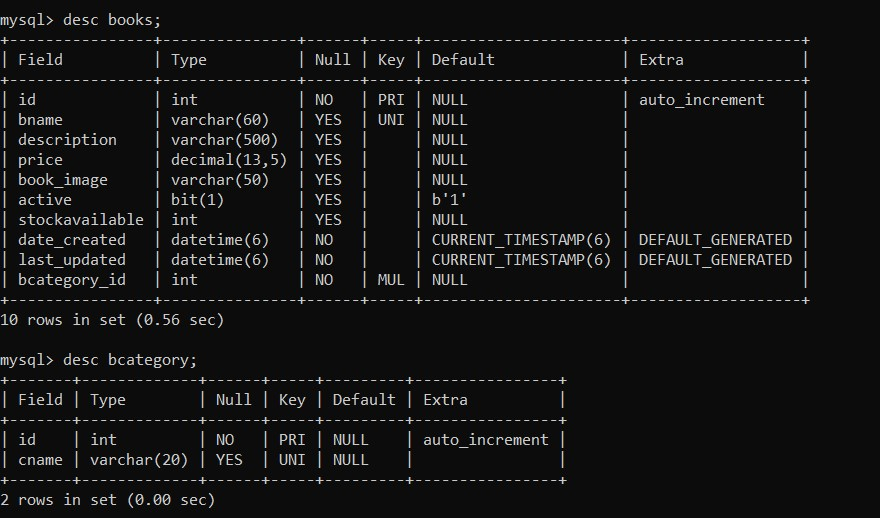 mysql> desc books;
+----------------+---------------+------+-----+----------------------+-------------------+
| Field          | Type          | Null | Key | Default              | Extra             |
+----------------+---------------+------+-----+----------------------+-------------------+
| id             | int           | NO   | PRI | NULL                 | auto_increment    |
| bname          | varchar(60)   | YES  | UNI | NULL                 |                   |
| description    | varchar(500)  | YES  |     | NULL                 |                   |
| price          | decimal(13,5) | YES  |     | NULL                 |                   |
| book_image     | varchar(50)   | YES  |     | NULL                 |                   |
| active         | bit(1)        | YES  |     | b'1'                 |                   |
| stockavailable | int           | YES  |     | NULL                 |                   |
| date_created   | datetime(6)   | NO   |     | CURRENT_TIMESTAMP(6) | DEFAULT_GENERATED |
| last_updated   | datetime(6)   | NO   |     | CURRENT_TIMESTAMP(6) | DEFAULT_GENERATED |
| bcategory_id   | int           | NO   | MUL | NULL                 |                   |
+----------------+---------------+------+-----+----------------------+-------------------+
10 rows in set (0.56 sec)
mysql> desc bcategory;
+-------+-------------+------+-----+---------+----------------+
| Field | Type        | Null | Key | Default | Extra          |
+-------+-------------+------+-----+---------+----------------+
| id    | int         | NO   | PRI | NULL    | auto_increment |
| cname | varchar(20) | YES  | UNI | NULL    |                |
+-------+-------------+------+-----+---------+----------------+
2 rows in set (0.00 sec)